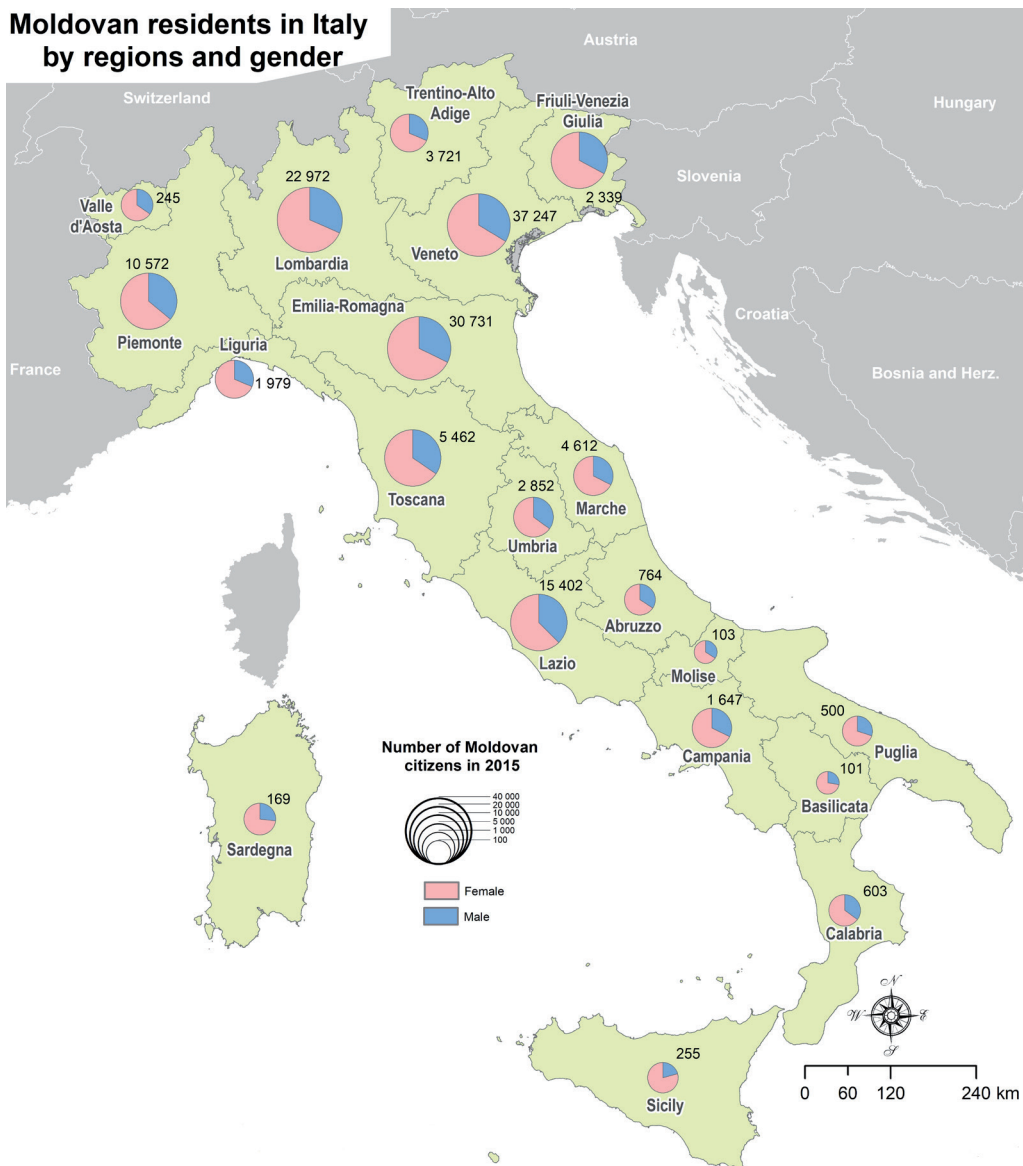 Moldovan residents in Italy
by regions and gender
Austria
Switzerland
Hungary
Slovenia
Croatia
France
Bosnia and Herz.
Trentino-Alto
Adige
3 721
Friuli-Venezia
Giulia
2 339
Valle
d'Aosta
245
22 972
Lombardia
Veneto
37 247
10 572
Piemonte
Emilia-Romagna
30 731
Liguria
1 979
5 462
Toscana
4 612
Marche
2 852
Umbria
15 402
Lazio
764
Abruzzo
103
Molise
1 647
Campania
500
Puglia
101
Basilicata
169
Sardegna
603
Calabria
255
Sicily
Number of Moldovan
citizens in 2015
40 000
20 000
10 000
5 000
1 000
100
Female
Male
N
W E
S
0 60 120 240 km